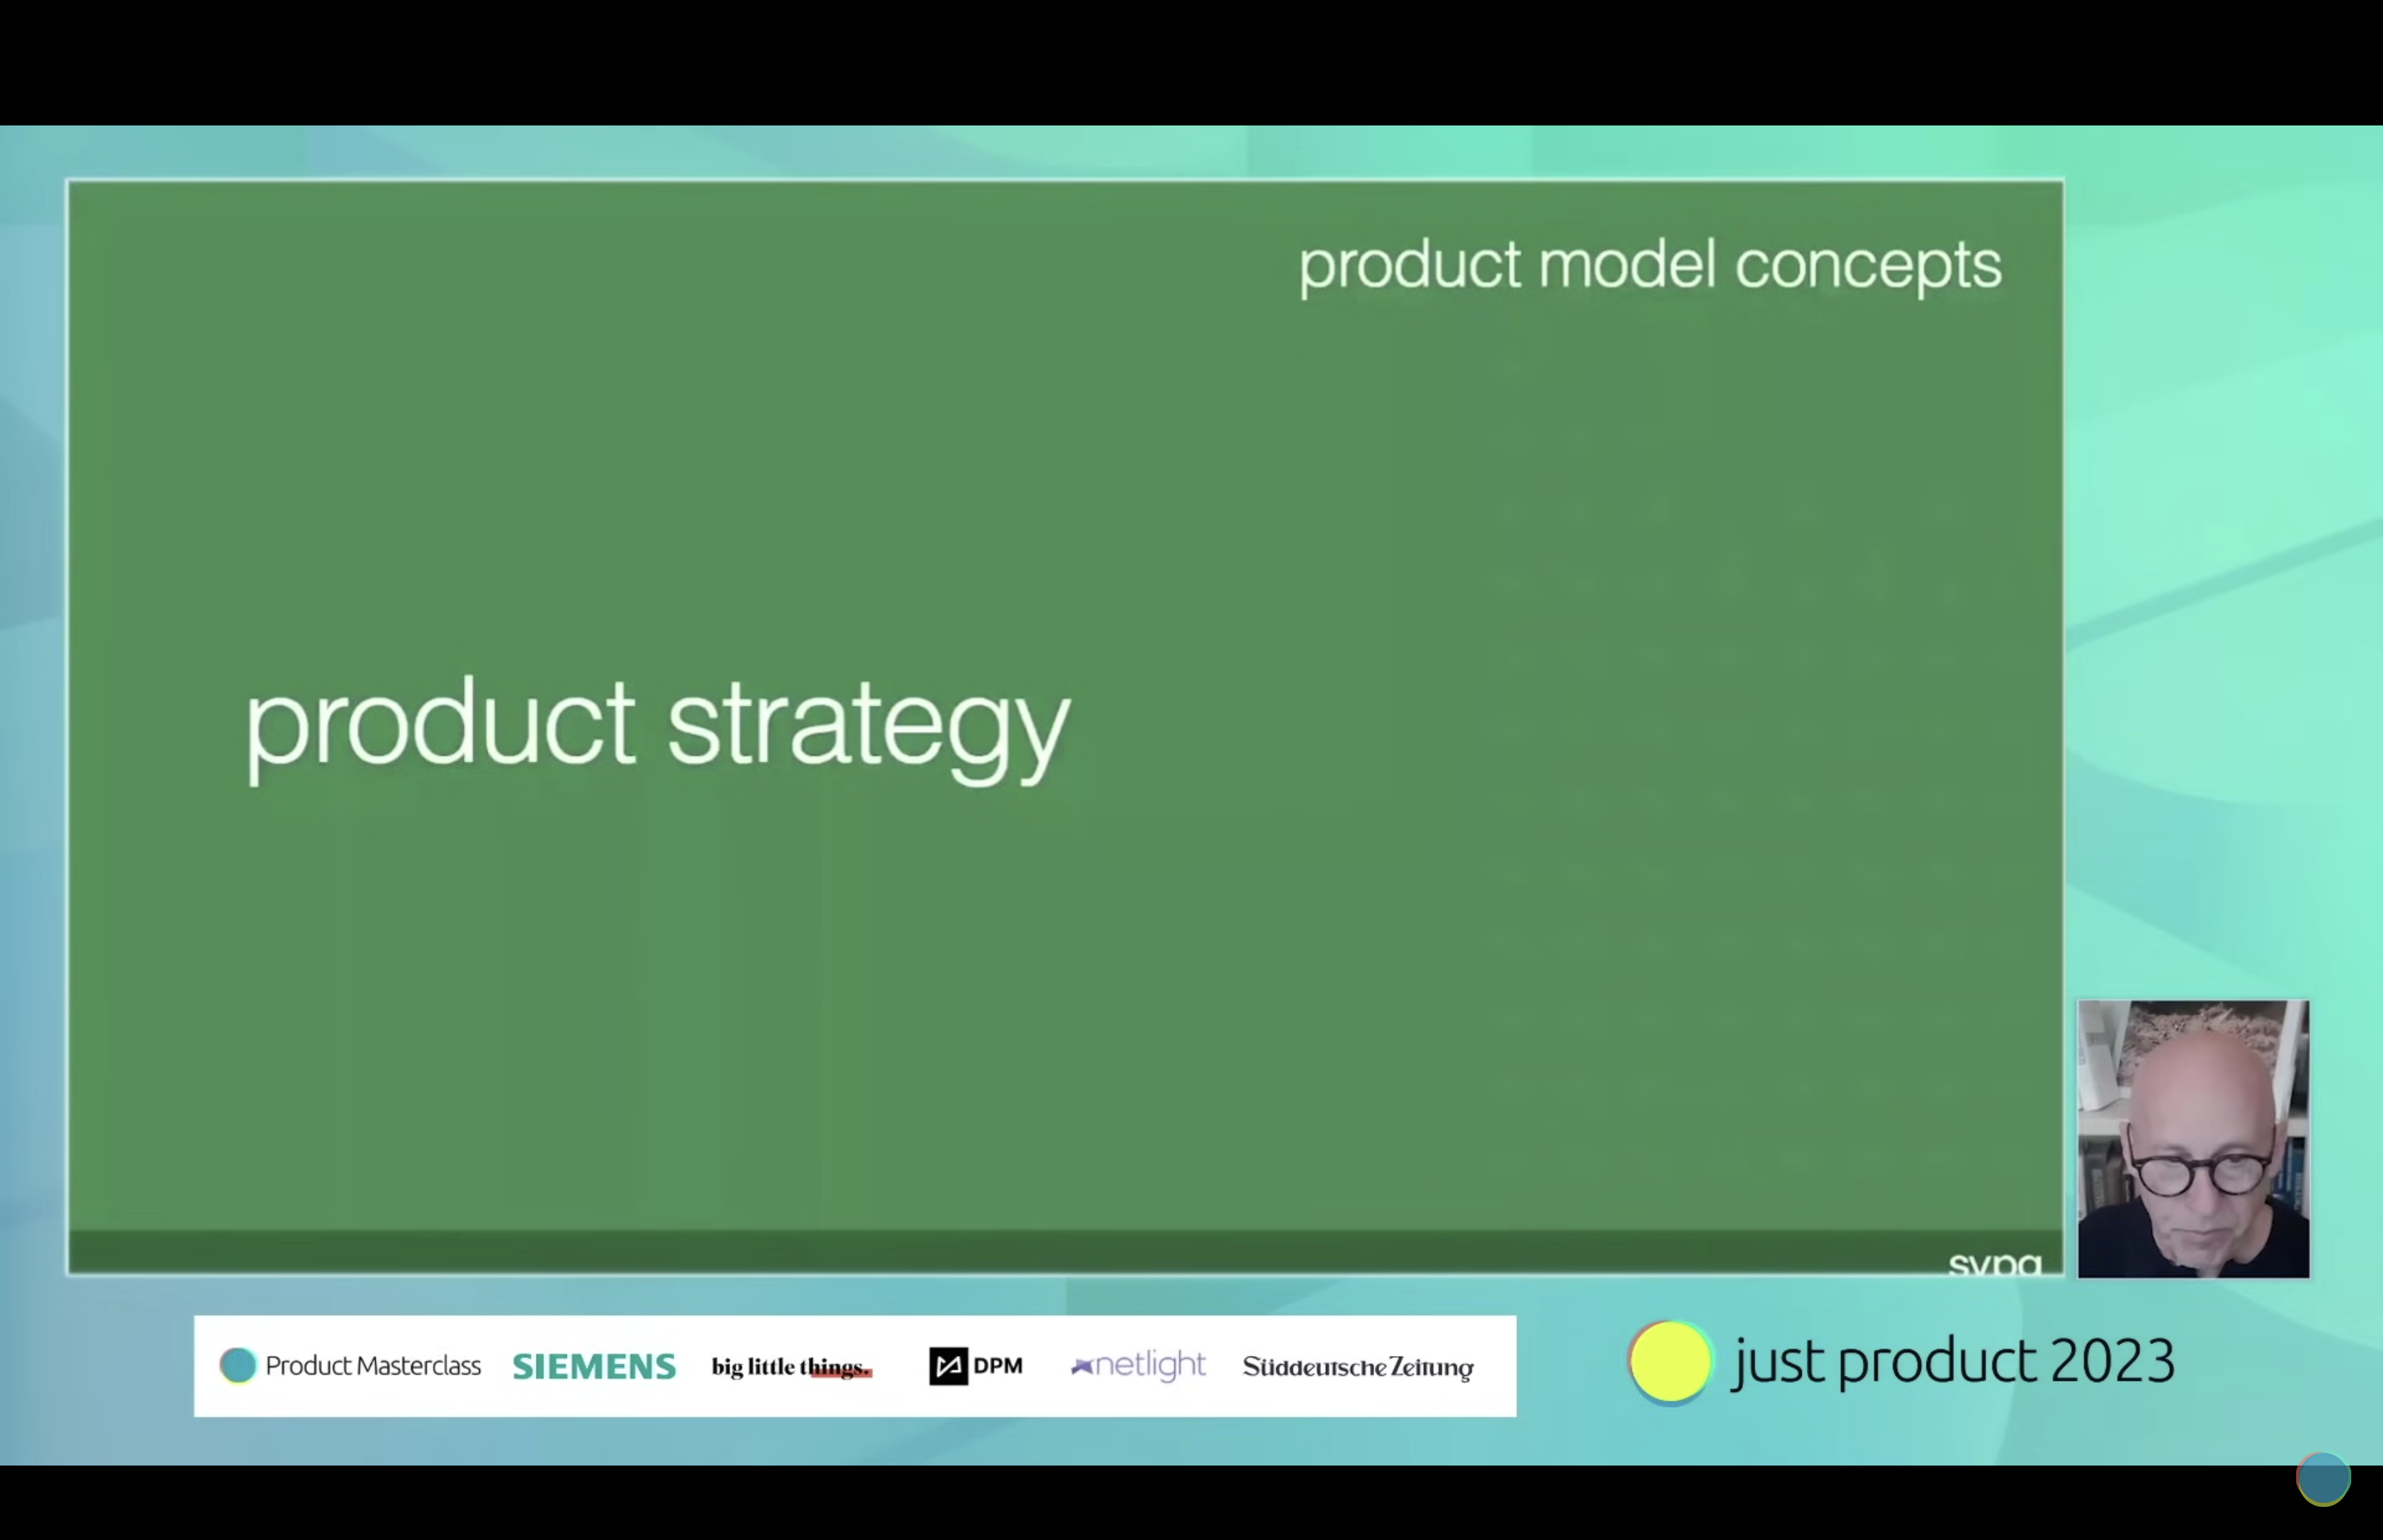 product model concepts
product strategy
svpg
Product Masterclass
SIEMENS
big little things.
DPM
netlight
Süddeutsche Zeitung
just product 2023